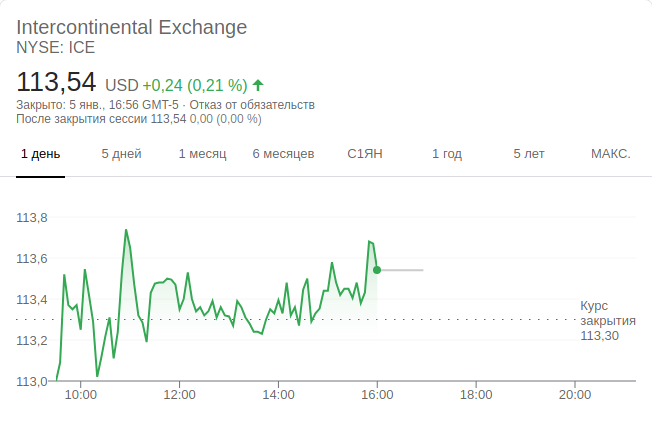 Intercontinental Exchange
NYSE: ICE
113,54 USD +0,24 (0,21 %)
Закрыто: 5 янв., 16:56 GMT-5 · Отказ от обязательств
После закрытия сессии 113,54 0,00 (0,00 %)
1 день 5 дней 1 месяц 6 месяцев С1ЯН 1 год 5 лет МАКС.
113,8
113,6
113,4
Курс
закрытия
113,30
113,2
113,0
10:00 12:00 14:00 16:00 18:00 20:00